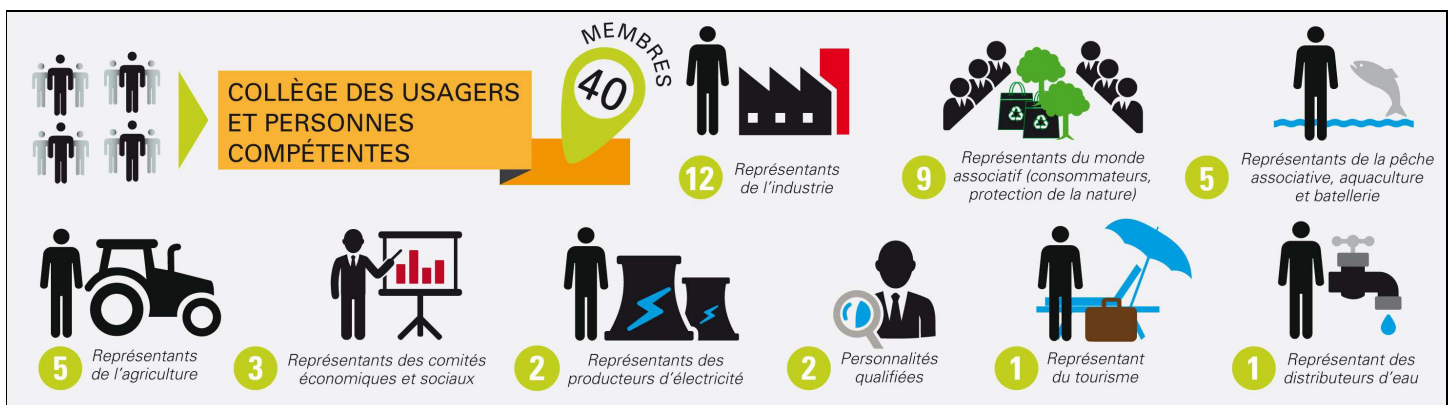 COLLÈGE DES USAGERS
ET PERSONNES
COMPÉTENTES
40
MEMBRES
12
Représentants
de l'industrie
9
Représentants du monde
associatif (consommateurs,
protection de la nature)
5
Représentants de la pêche
associative, aquaculture
et batellerie
5
Représentants
de l'agriculture
3
Représentants des comités
économiques et sociaux
2
Représentants des
producteurs d'électricité
2
Personnalités
qualifiées
1
Représentant
du tourisme
1
Représentant des
distributeurs d'eau